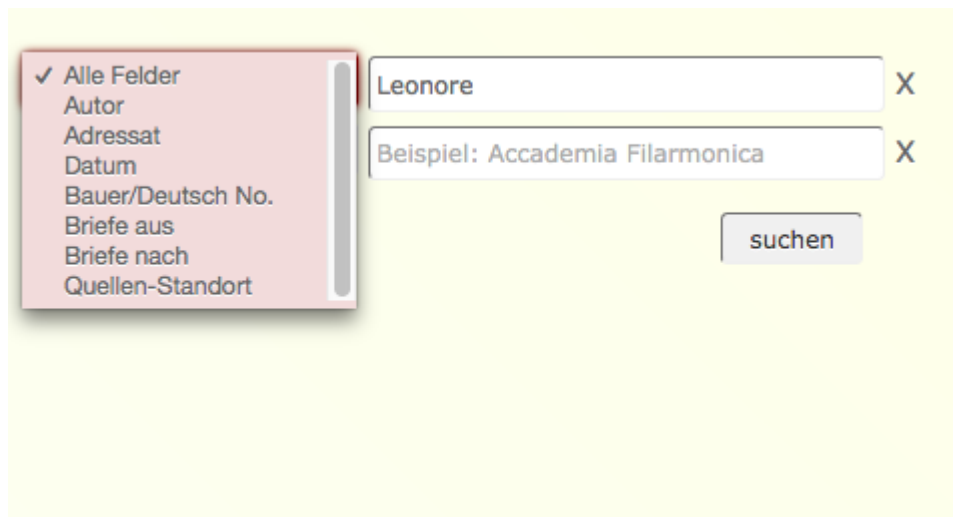 ✓ Alle Felder
Autor
Adressat
Datum
Bauer/Deutsch No.
Briefe aus
Briefe nach
Quellen-Standort
Leonore X
Beispiel: Accademia Filarmonica X
suchen